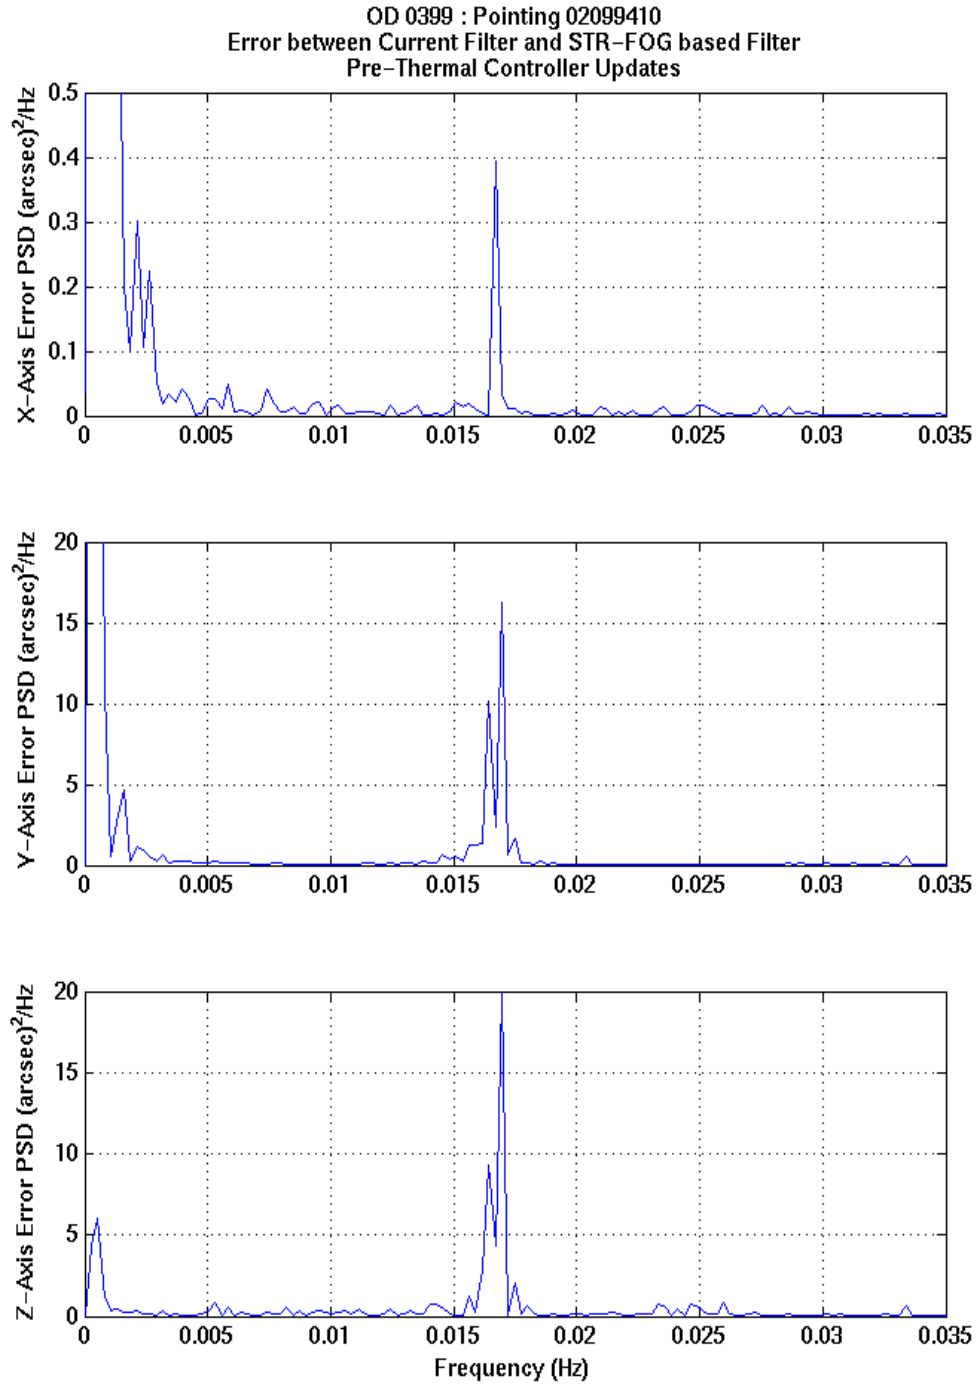 OD 0399 : Pointing 02099410
Error between Current Filter and STR-FOG based Filter
Pre-Thermal Controller Updates
X-Axis Error PSD (arcsec)²/Hz
0.5
0.4
0.3
0.2
0.1
0
0 0.005 0.01 0.015 0.02 0.025 0.03 0.035
Y-Axis Error PSD (arcsec)²/Hz
20
15
10
5
0
0 0.005 0.01 0.015 0.02 0.025 0.03 0.035
Z-Axis Error PSD (arcsec)²/Hz
20
15
10
5
0
0 0.005 0.01 0.015 0.02 0.025 0.03 0.035
Frequency (Hz)